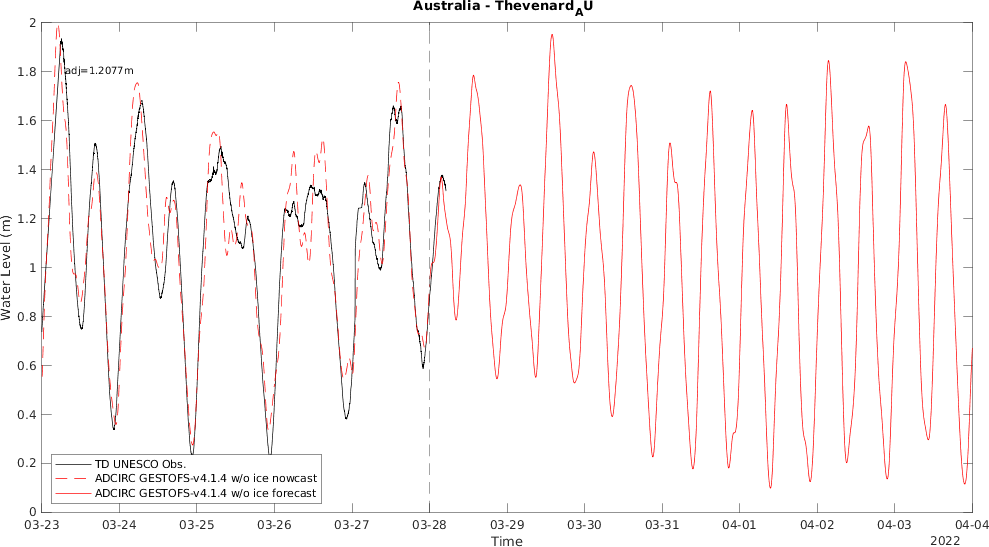 Australia - ThevenardAU
2
1.8
1.6
1.4
1.2
1
0.8
0.6
0.4
0.2
0
Water Level (m)
adj=1.2077m
TD UNESCO Obs.
ADCIRC GESTOFS-v4.1.4 w/o ice nowcast
ADCIRC GESTOFS-v4.1.4 w/o ice forecast
03-23 03-24 03-25 03-26 03-27 03-28 03-29 03-30 03-31 04-01 04-02 04-03 04-04
Time
2022